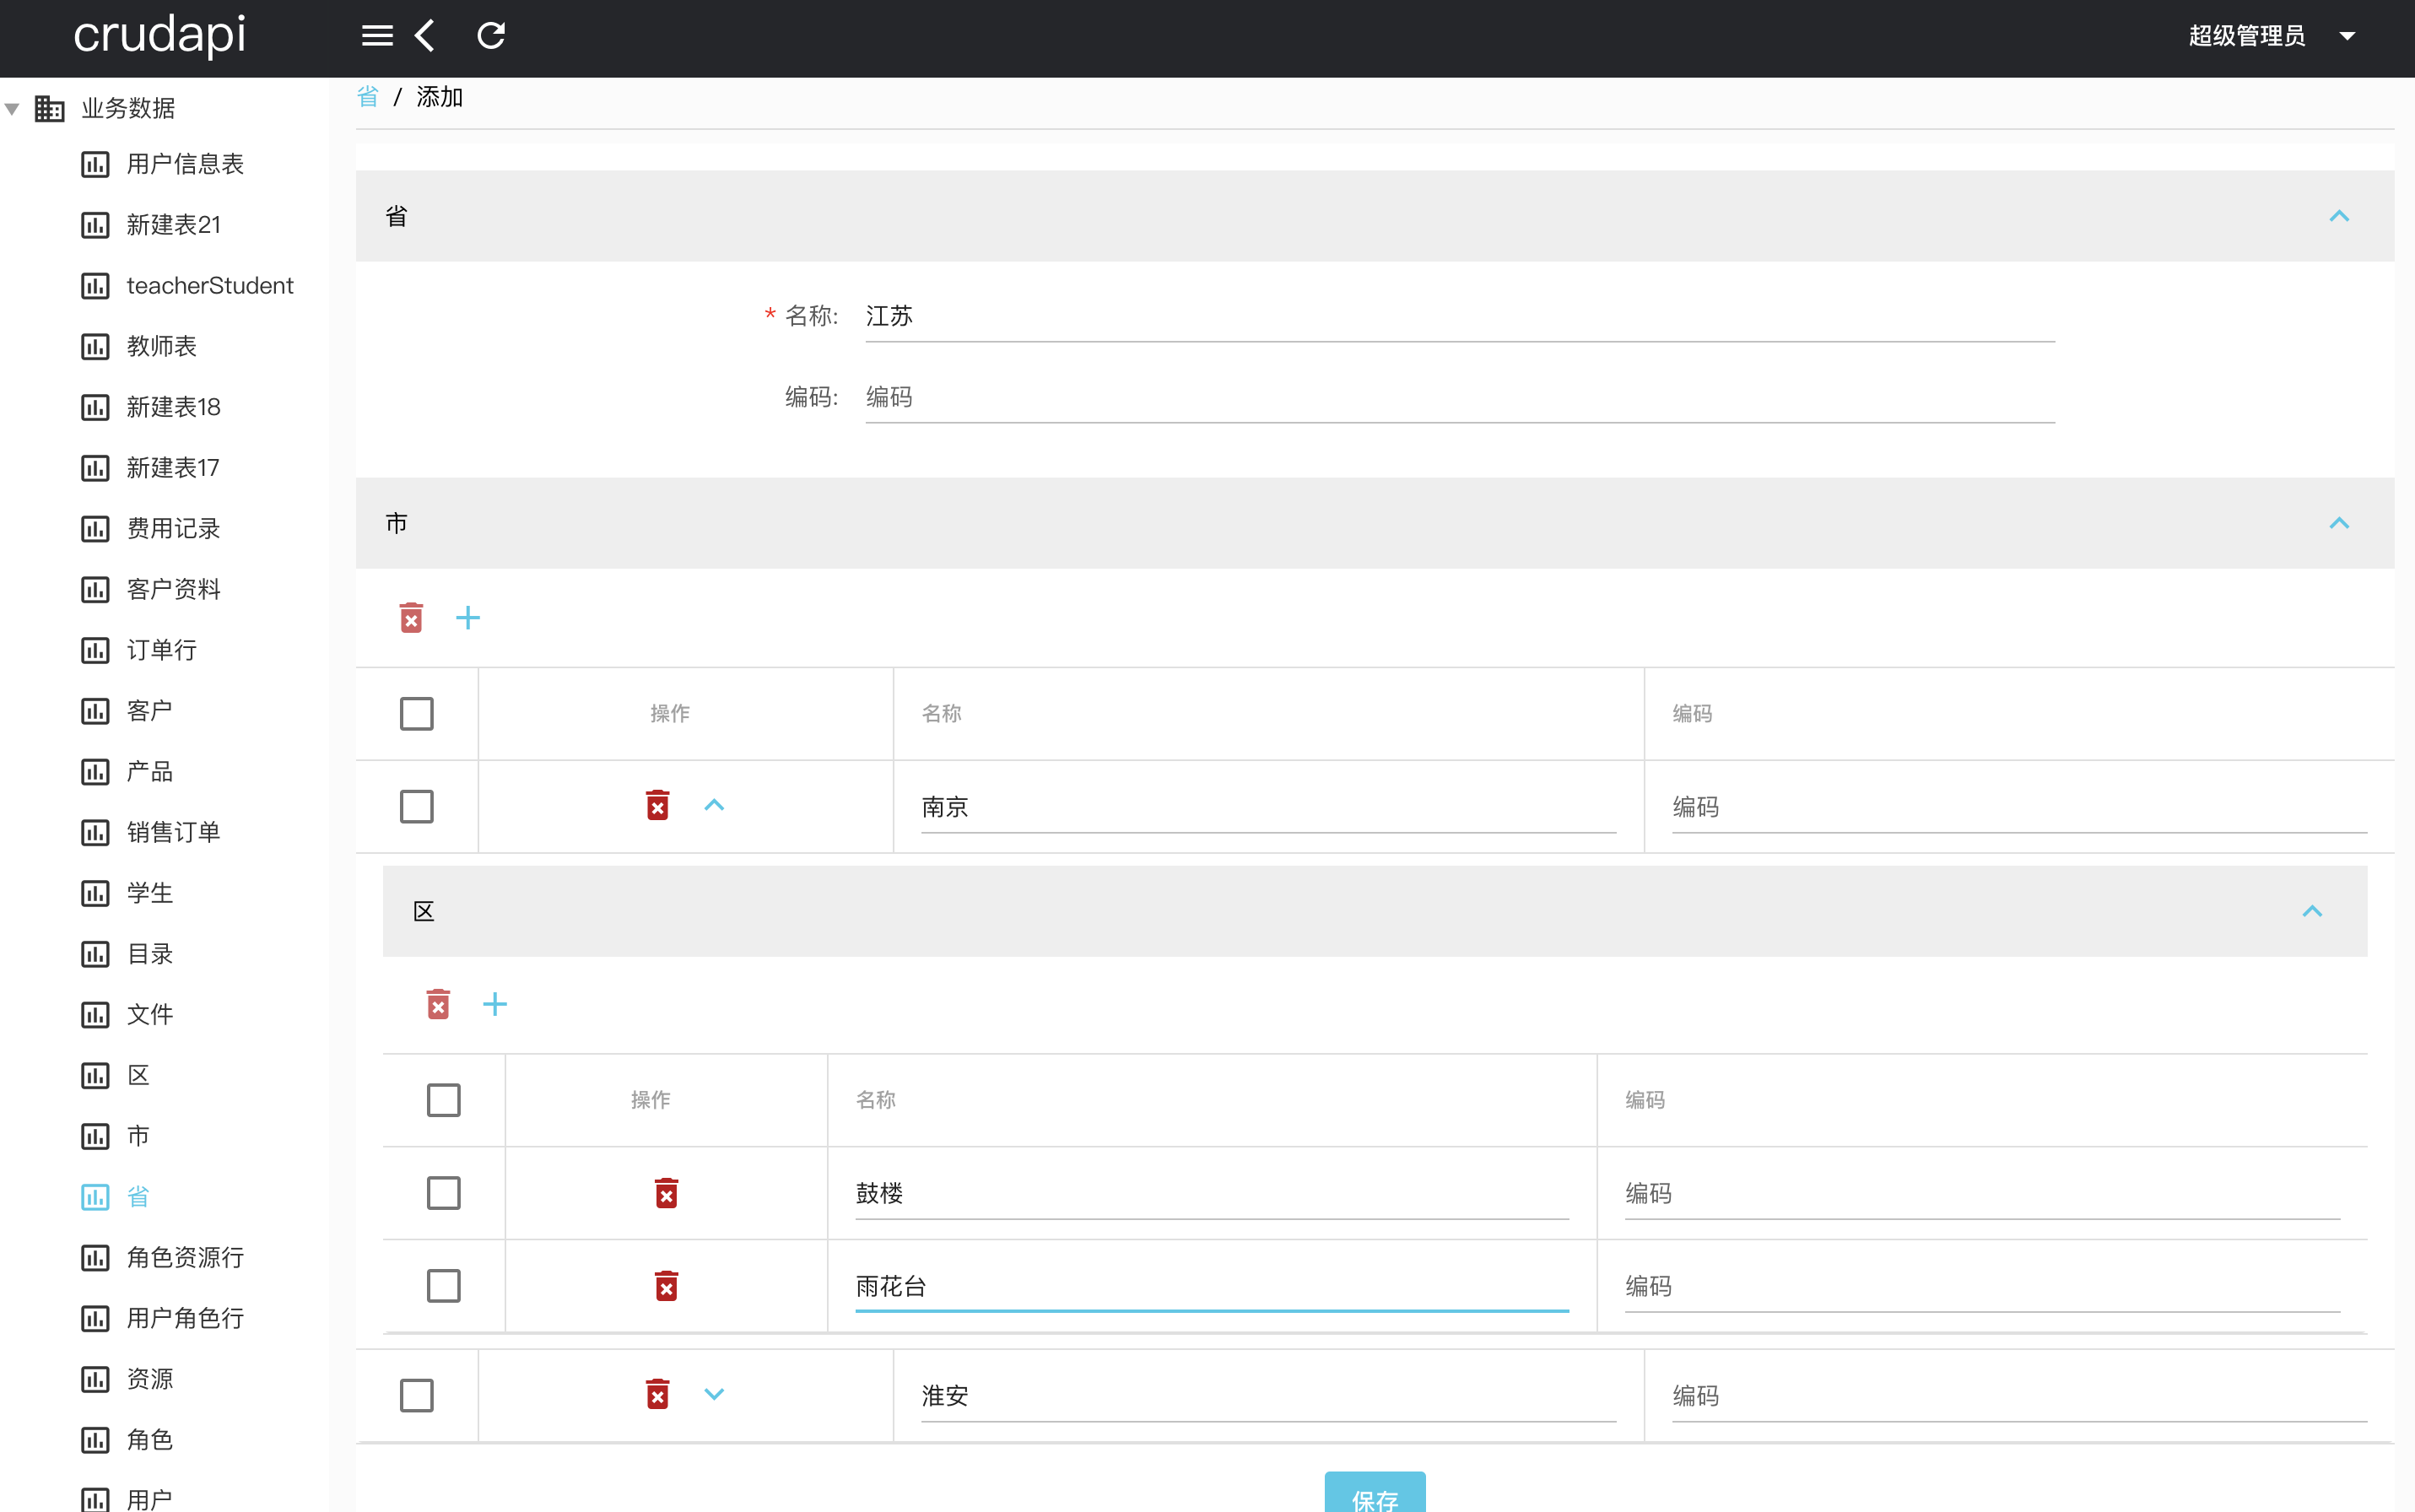 crudapi
超级管理员
业务数据
用户信息表
新建表21
teacherStudent
教师表
新建表18
新建表17
费用记录
客户资料
订单行
客户
产品
销售订单
学生
目录
文件
区
市
省
角色资源行
用户角色行
资源
角色
用户
省 / 添加
省
* 名称: 江苏
编码: 编码
市
操作 名称 编码
南京 编码
区
操作 名称 编码
鼓楼 编码
雨花台 编码
淮安 编码
保存